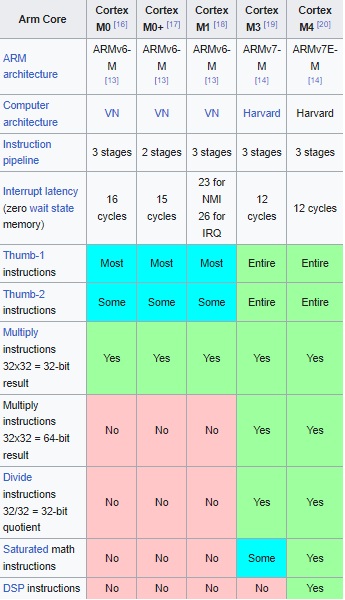 Arm Core Cortex M0 [16] Cortex M0+ [17] Cortex M1 [18] Cortex M3 [19] Cortex M4 [20]
ARM architecture ARMv6-M [13] ARMv6-M [13] ARMv6-M [13] ARMv7-M [14] ARMv7E-M [14]
Computer architecture VN VN VN Harvard Harvard
Instruction pipeline 3 stages 2 stages 3 stages 3 stages 3 stages
Interrupt latency (zero wait state memory) 16 cycles 15 cycles 23 for NMI 26 for IRQ 12 cycles 12 cycles
Thumb-1 instructions Most Most Most Entire Entire
Thumb-2 instructions Some Some Some Entire Entire
Multiply instructions 32x32 = 32-bit result Yes Yes Yes Yes Yes
Multiply instructions 32x32 = 64-bit result No No No Yes Yes
Divide instructions 32/32 = 32-bit quotient No No No Yes Yes
Saturated math instructions No No No Some Yes
DSP instructions No No No No Yes